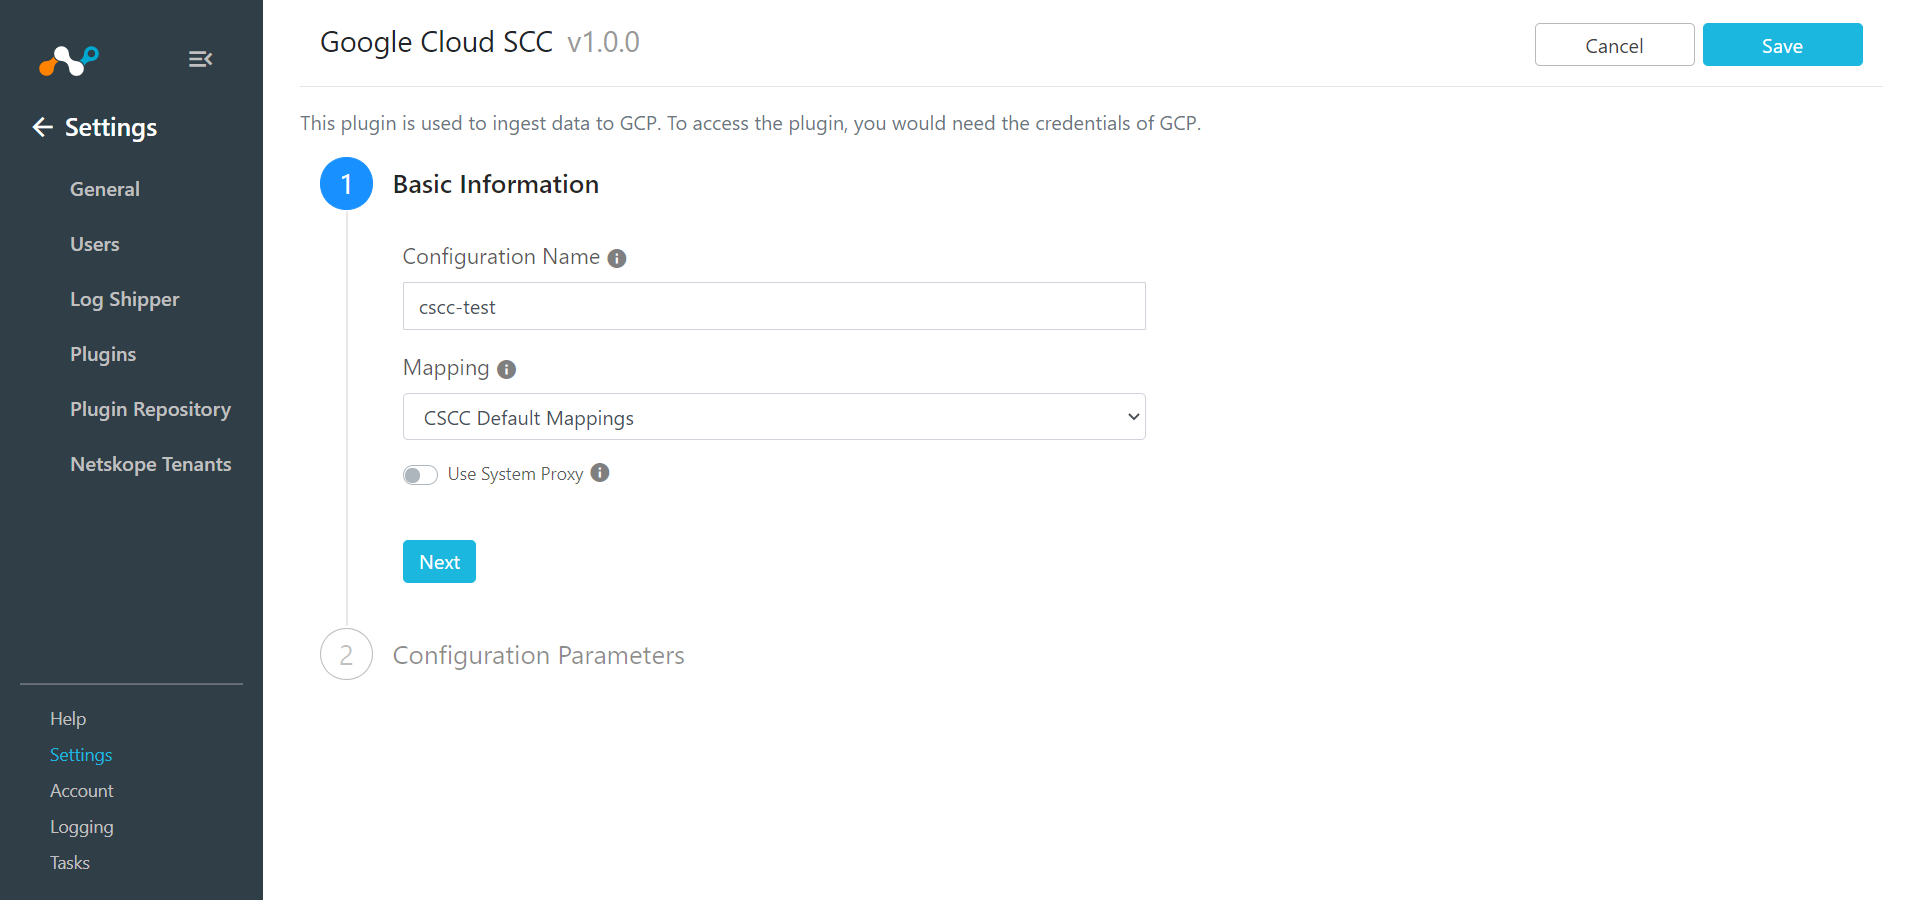 Settings
General
Users
Log Shipper
Plugins
Plugin Repository
Netskope Tenants
Help
Settings
Account
Logging
Tasks
Google Cloud SCC v1.0.0
Cancel
Save
This plugin is used to ingest data to GCP. To access the plugin, you would need the credentials of GCP.
1 Basic Information
Configuration Name
cscc-test
Mapping
CSCC Default Mappings
Use System Proxy
Next
2 Configuration Parameters